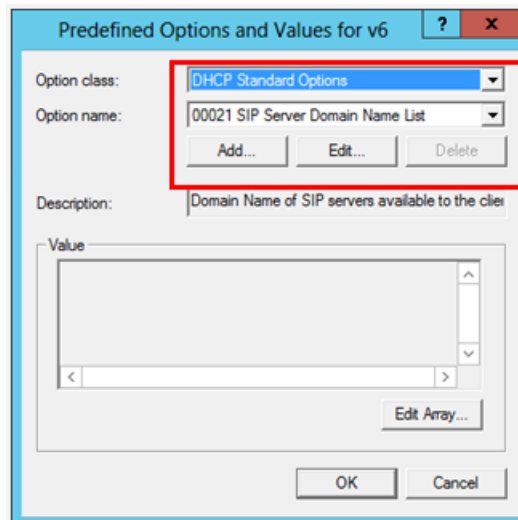 Predefined Options and Values for v6
? x
Option class:
DHCP Standard Options
Option name:
00021 SIP Server Domain Name List
Add... Edit... Delete
Description:
Domain Name of SIP servers available to the clier
Value
Edit Array...
OK Cancel